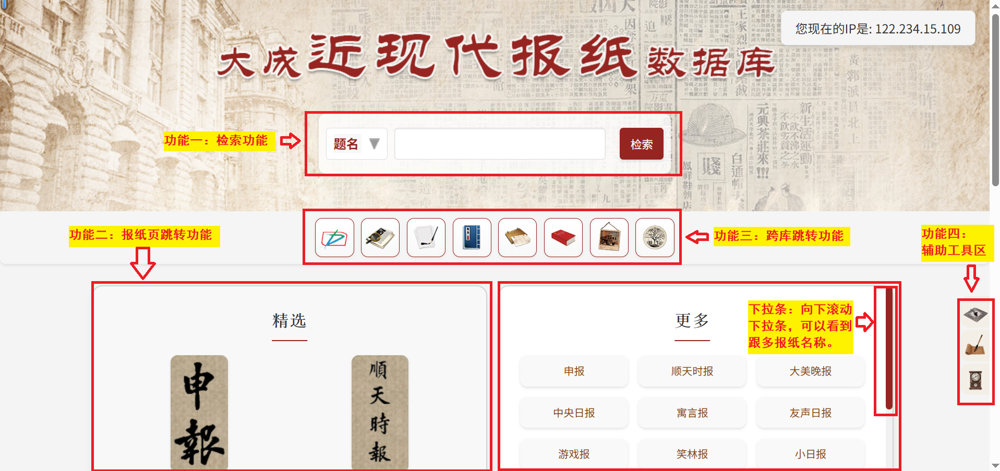 您现在的IP是: 122.234.15.109
大成近现代报纸数据库
功能一：检索功能
题名
检索
功能二：报纸页跳转功能
功能三：跨库跳转功能
功能四：
辅助工具区
精选
申報
順天時報
更多
下拉条：向下滚动
下拉条，可以看到
跟多报纸名称。
申报
顺天时报
大美晚报
中央日报
寓言报
友声日报
游戏报
笑林报
小日报